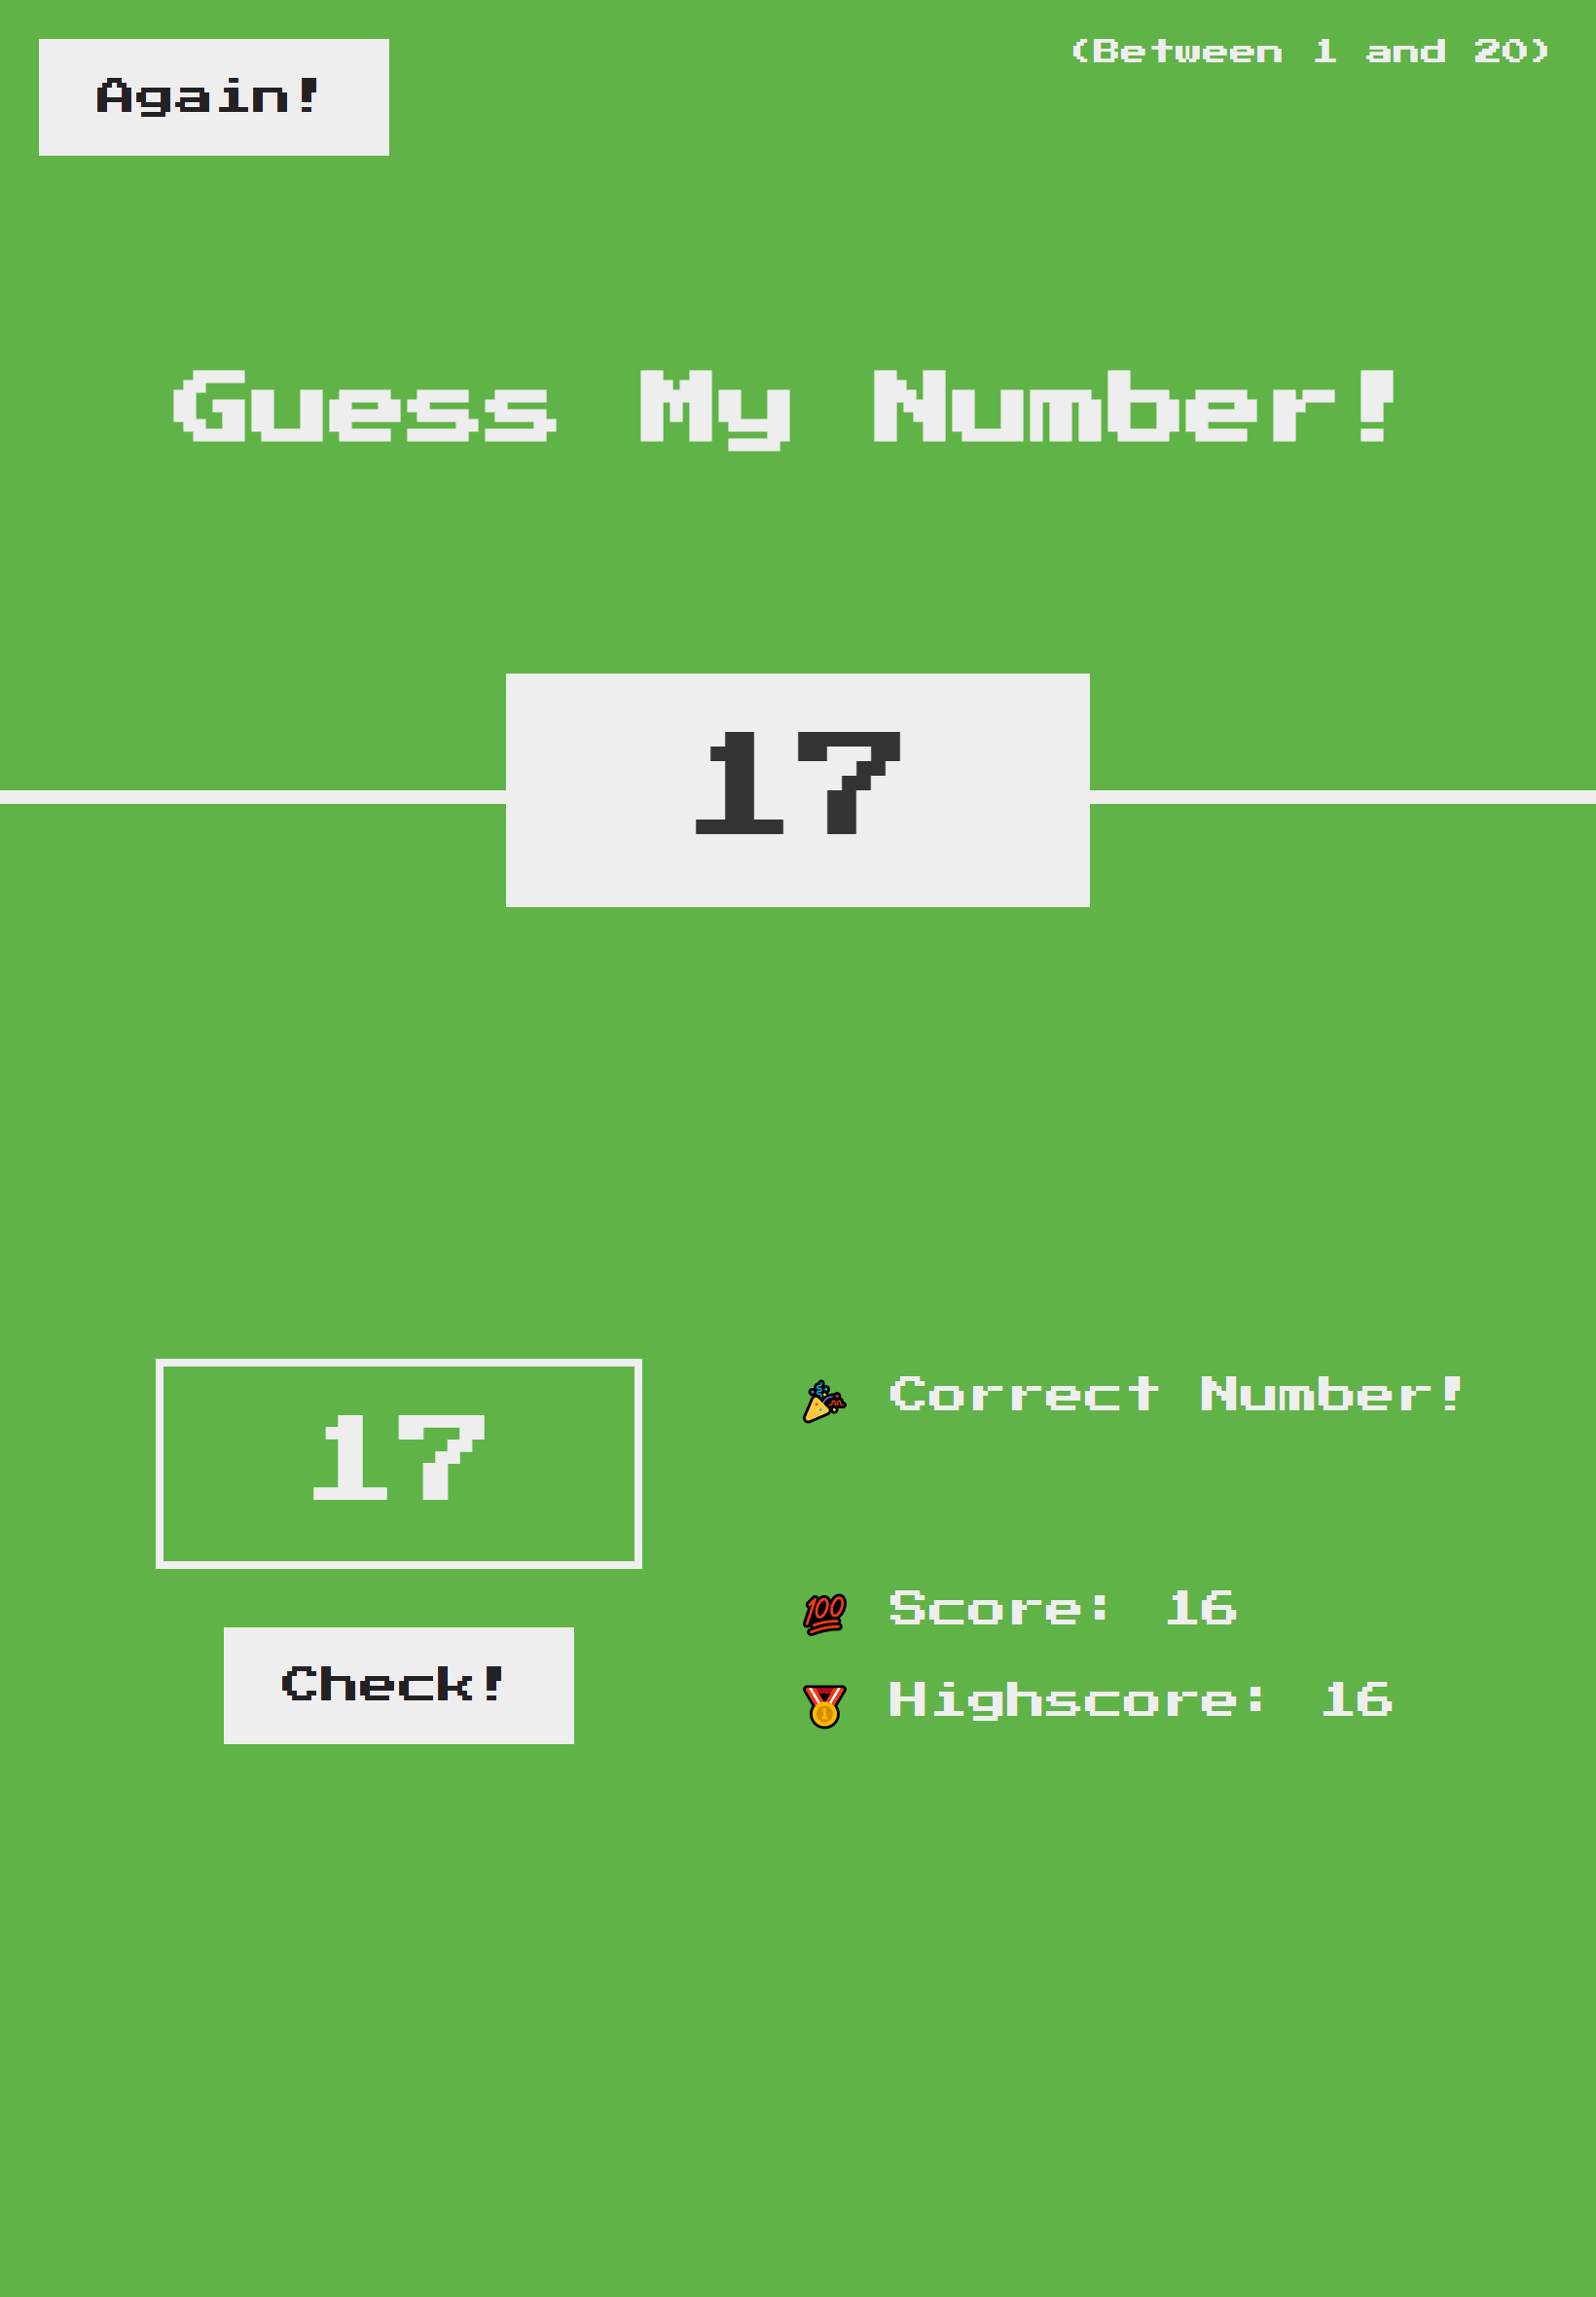 Again!
(Between 1 and 20)
Guess My Number!
17
17
Check!
🎉 Correct Number!
💯 Score: 16
🥇 Highscore: 16